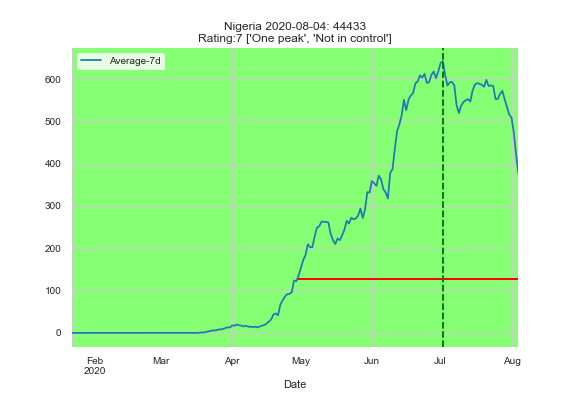 Nigeria 2020-08-04: 44433
Rating:7 ['One peak', 'Not in control']
Average-7d
600
500
400
300
200
100
0
Feb Mar Apr May Jun Jul Aug
2020
Date